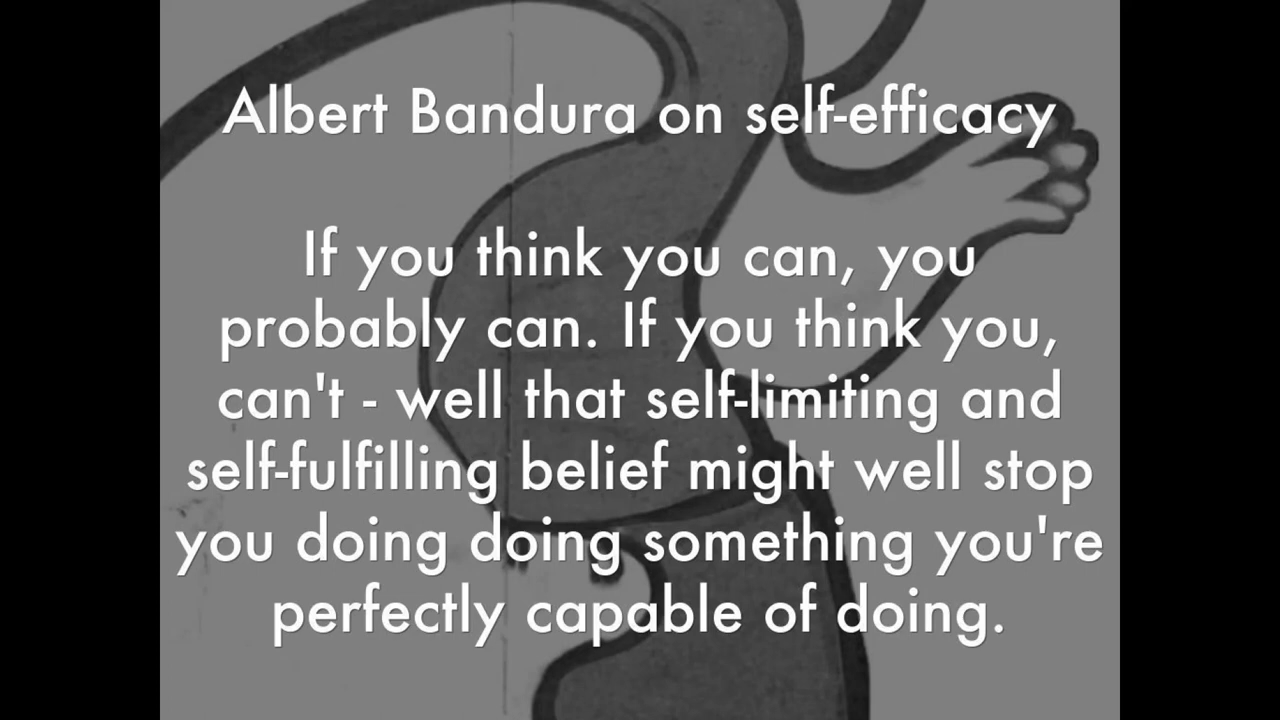 Albert Bandura on self-efficacy
If you think you can, you
probably can. If you think you,
can't - well that self-limiting and
self-fulfilling belief might well stop
you doing doing something you're
perfectly capable of doing.